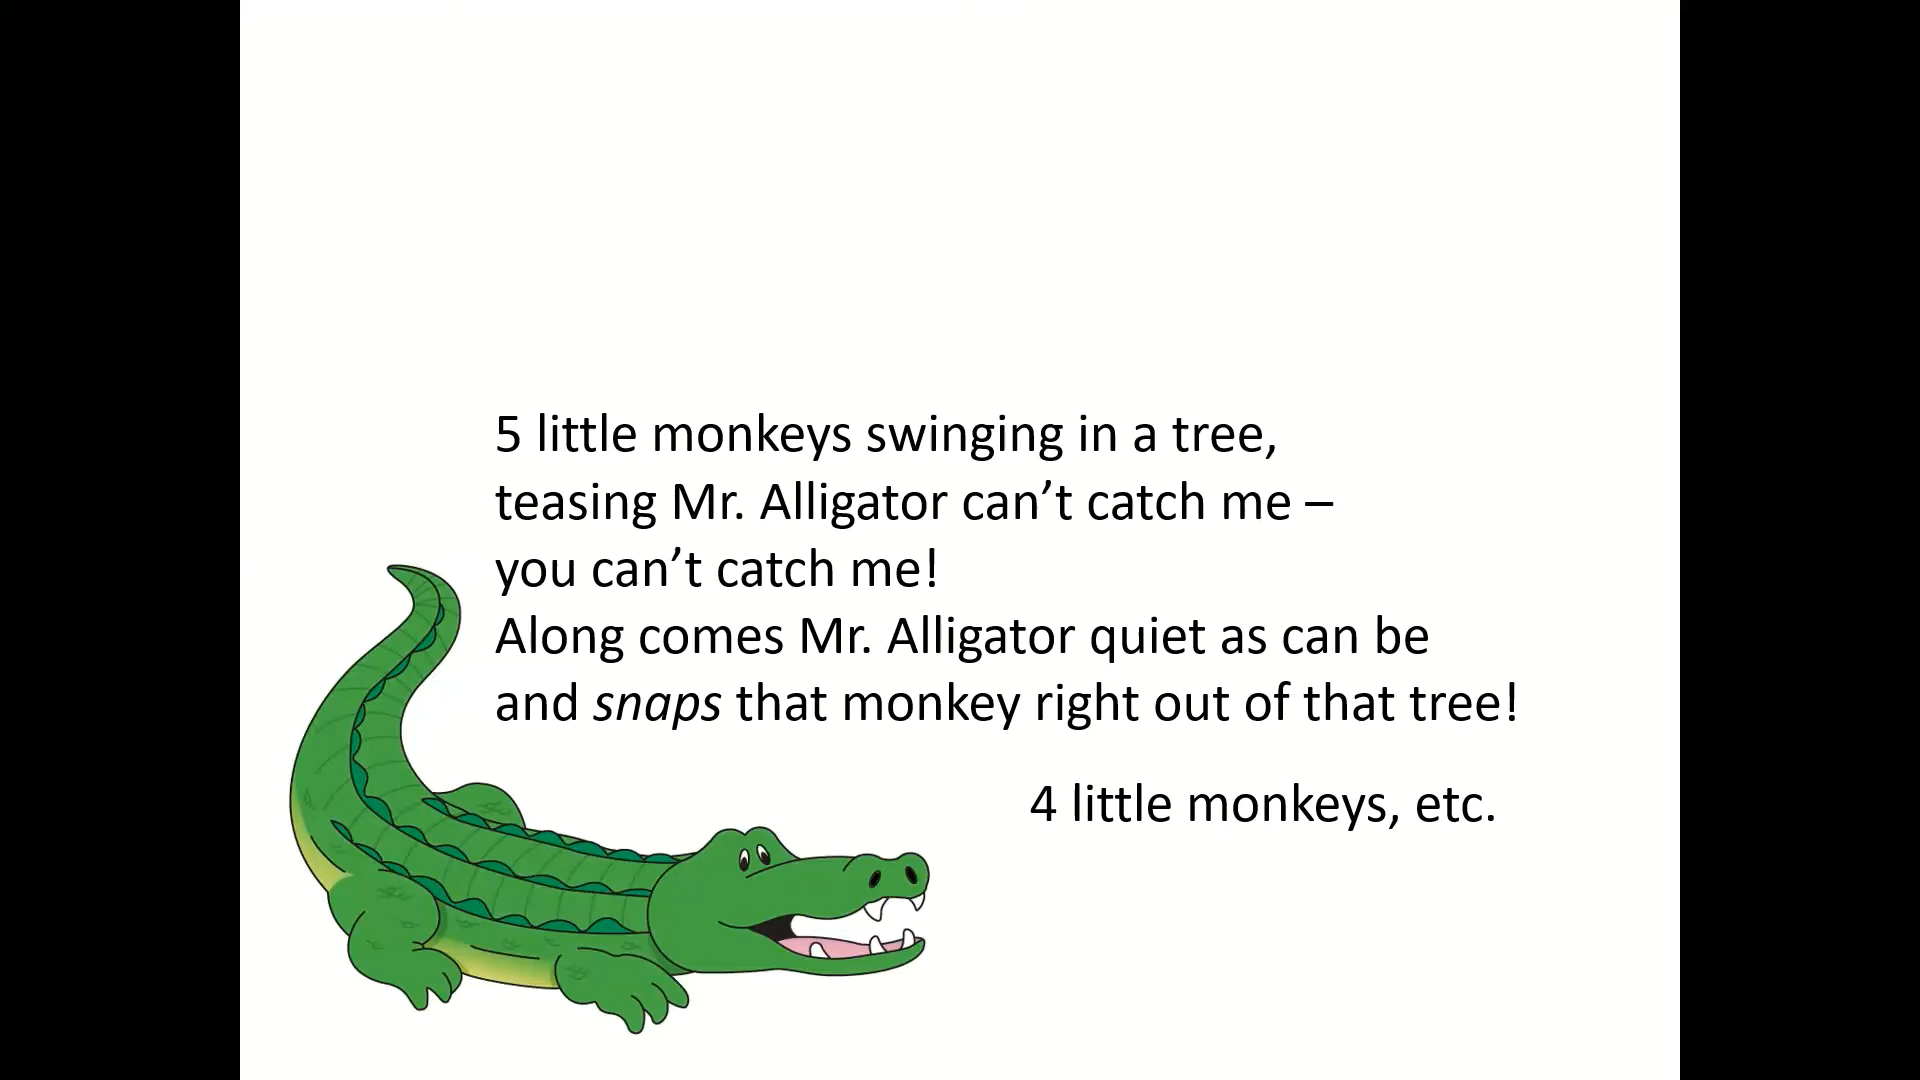 5 little monkeys swinging in a tree,
teasing Mr. Alligator can’t catch me –
you can’t catch me!
Along comes Mr. Alligator quiet as can be
and snaps that monkey right out of that tree!
4 little monkeys, etc.